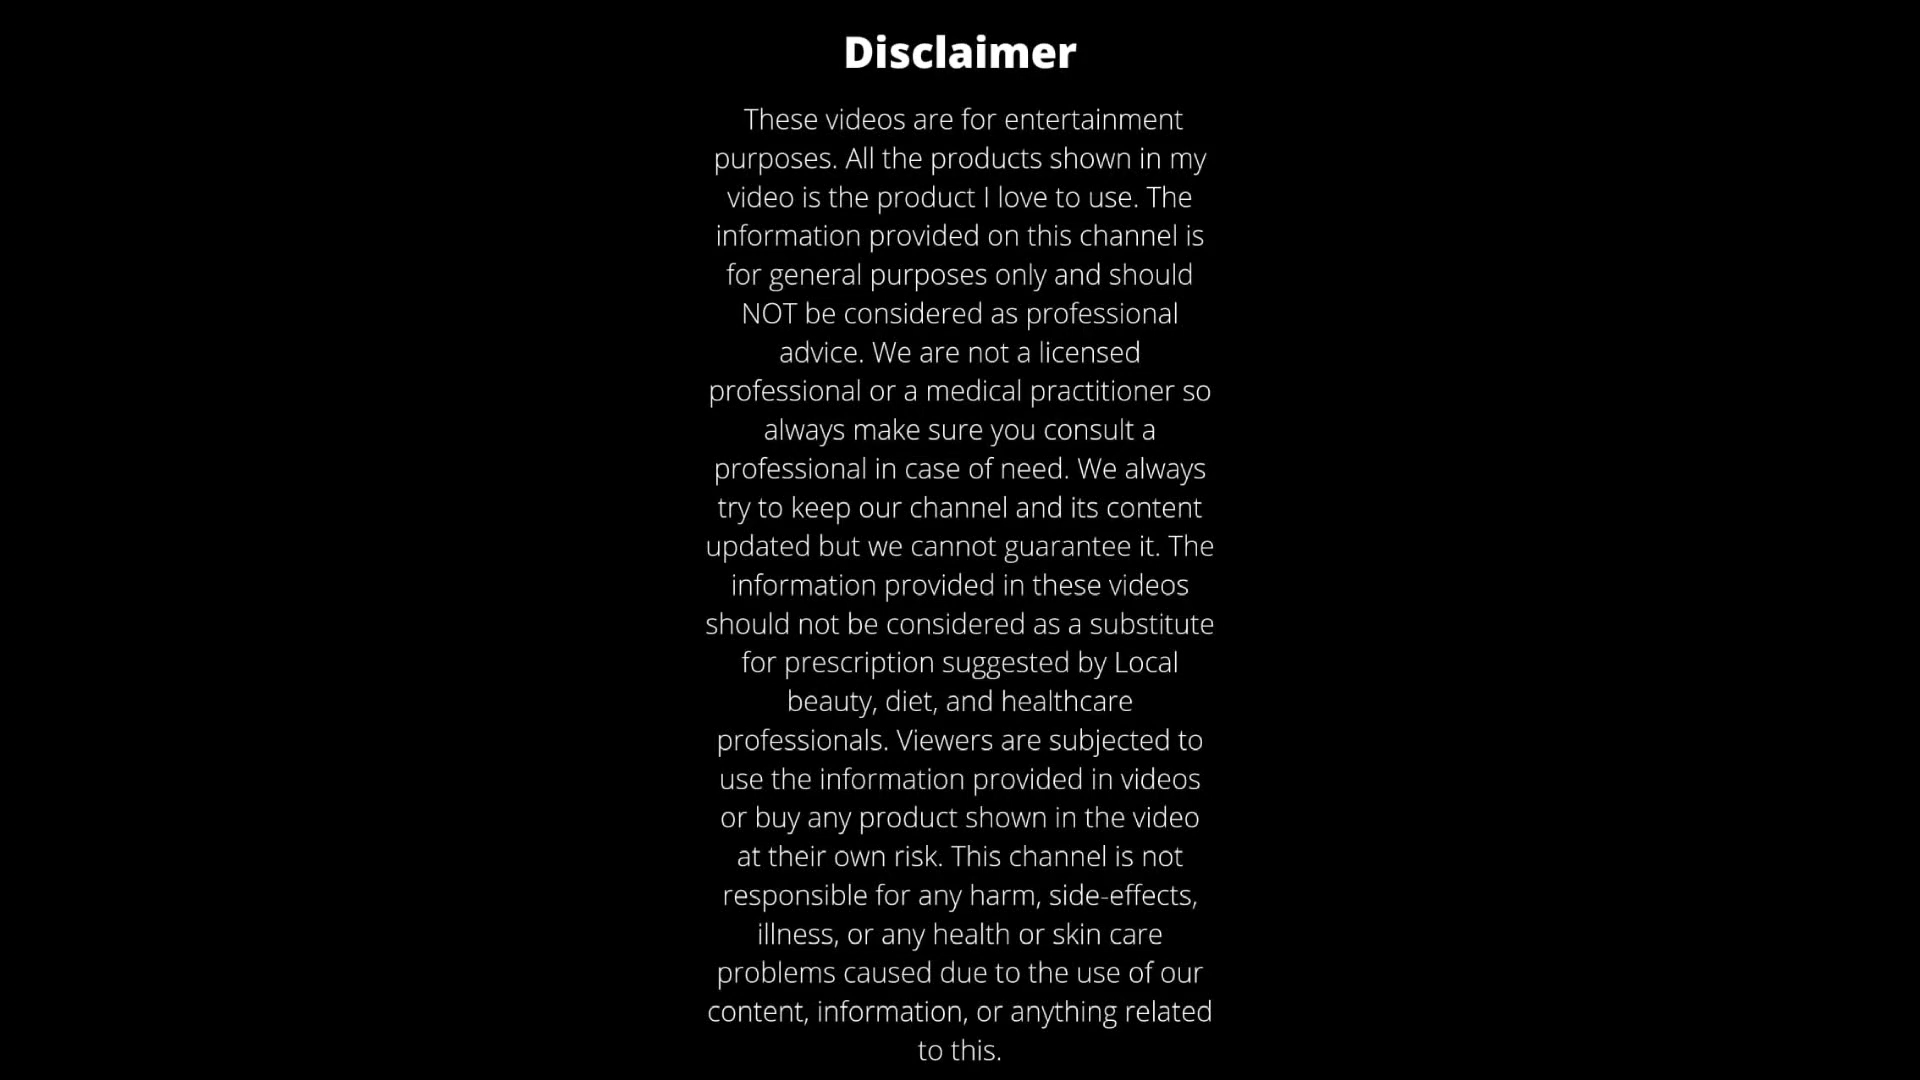 Disclaimer
These videos are for entertainment
purposes. All the products shown in my
video is the product I love to use. The
information provided on this channel is
for general purposes only and should
NOT be considered as professional
advice. We are not a licensed
professional or a medical practitioner so
always make sure you consult a
professional in case of need. We always
try to keep our channel and its content
updated but we cannot guarantee it. The
information provided in these videos
should not be considered as a substitute
for prescription suggested by Local
beauty, diet, and healthcare
professionals. Viewers are subjected to
use the information provided in videos
or buy any product shown in the video
at their own risk. This channel is not
responsible for any harm, side-effects,
illness, or any health or skin care
problems caused due to the use of our
content, information, or anything related
to this.